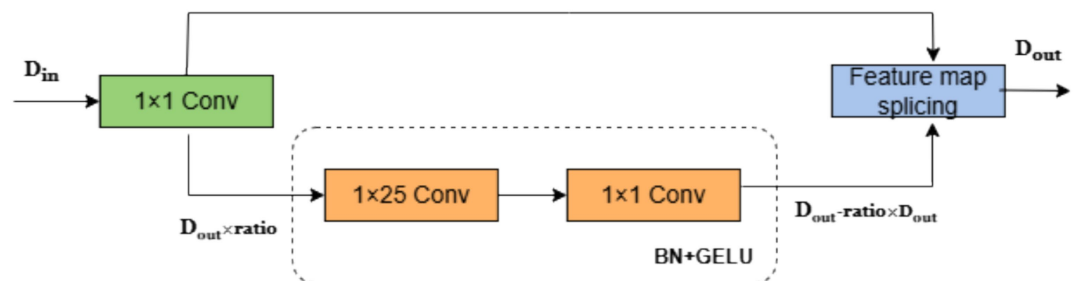 D_in
1×1 Conv
Feature map
splicing
D_out
1×25 Conv
1×1 Conv
D_out×ratio
D_out-ratio×D_out
BN+GELU